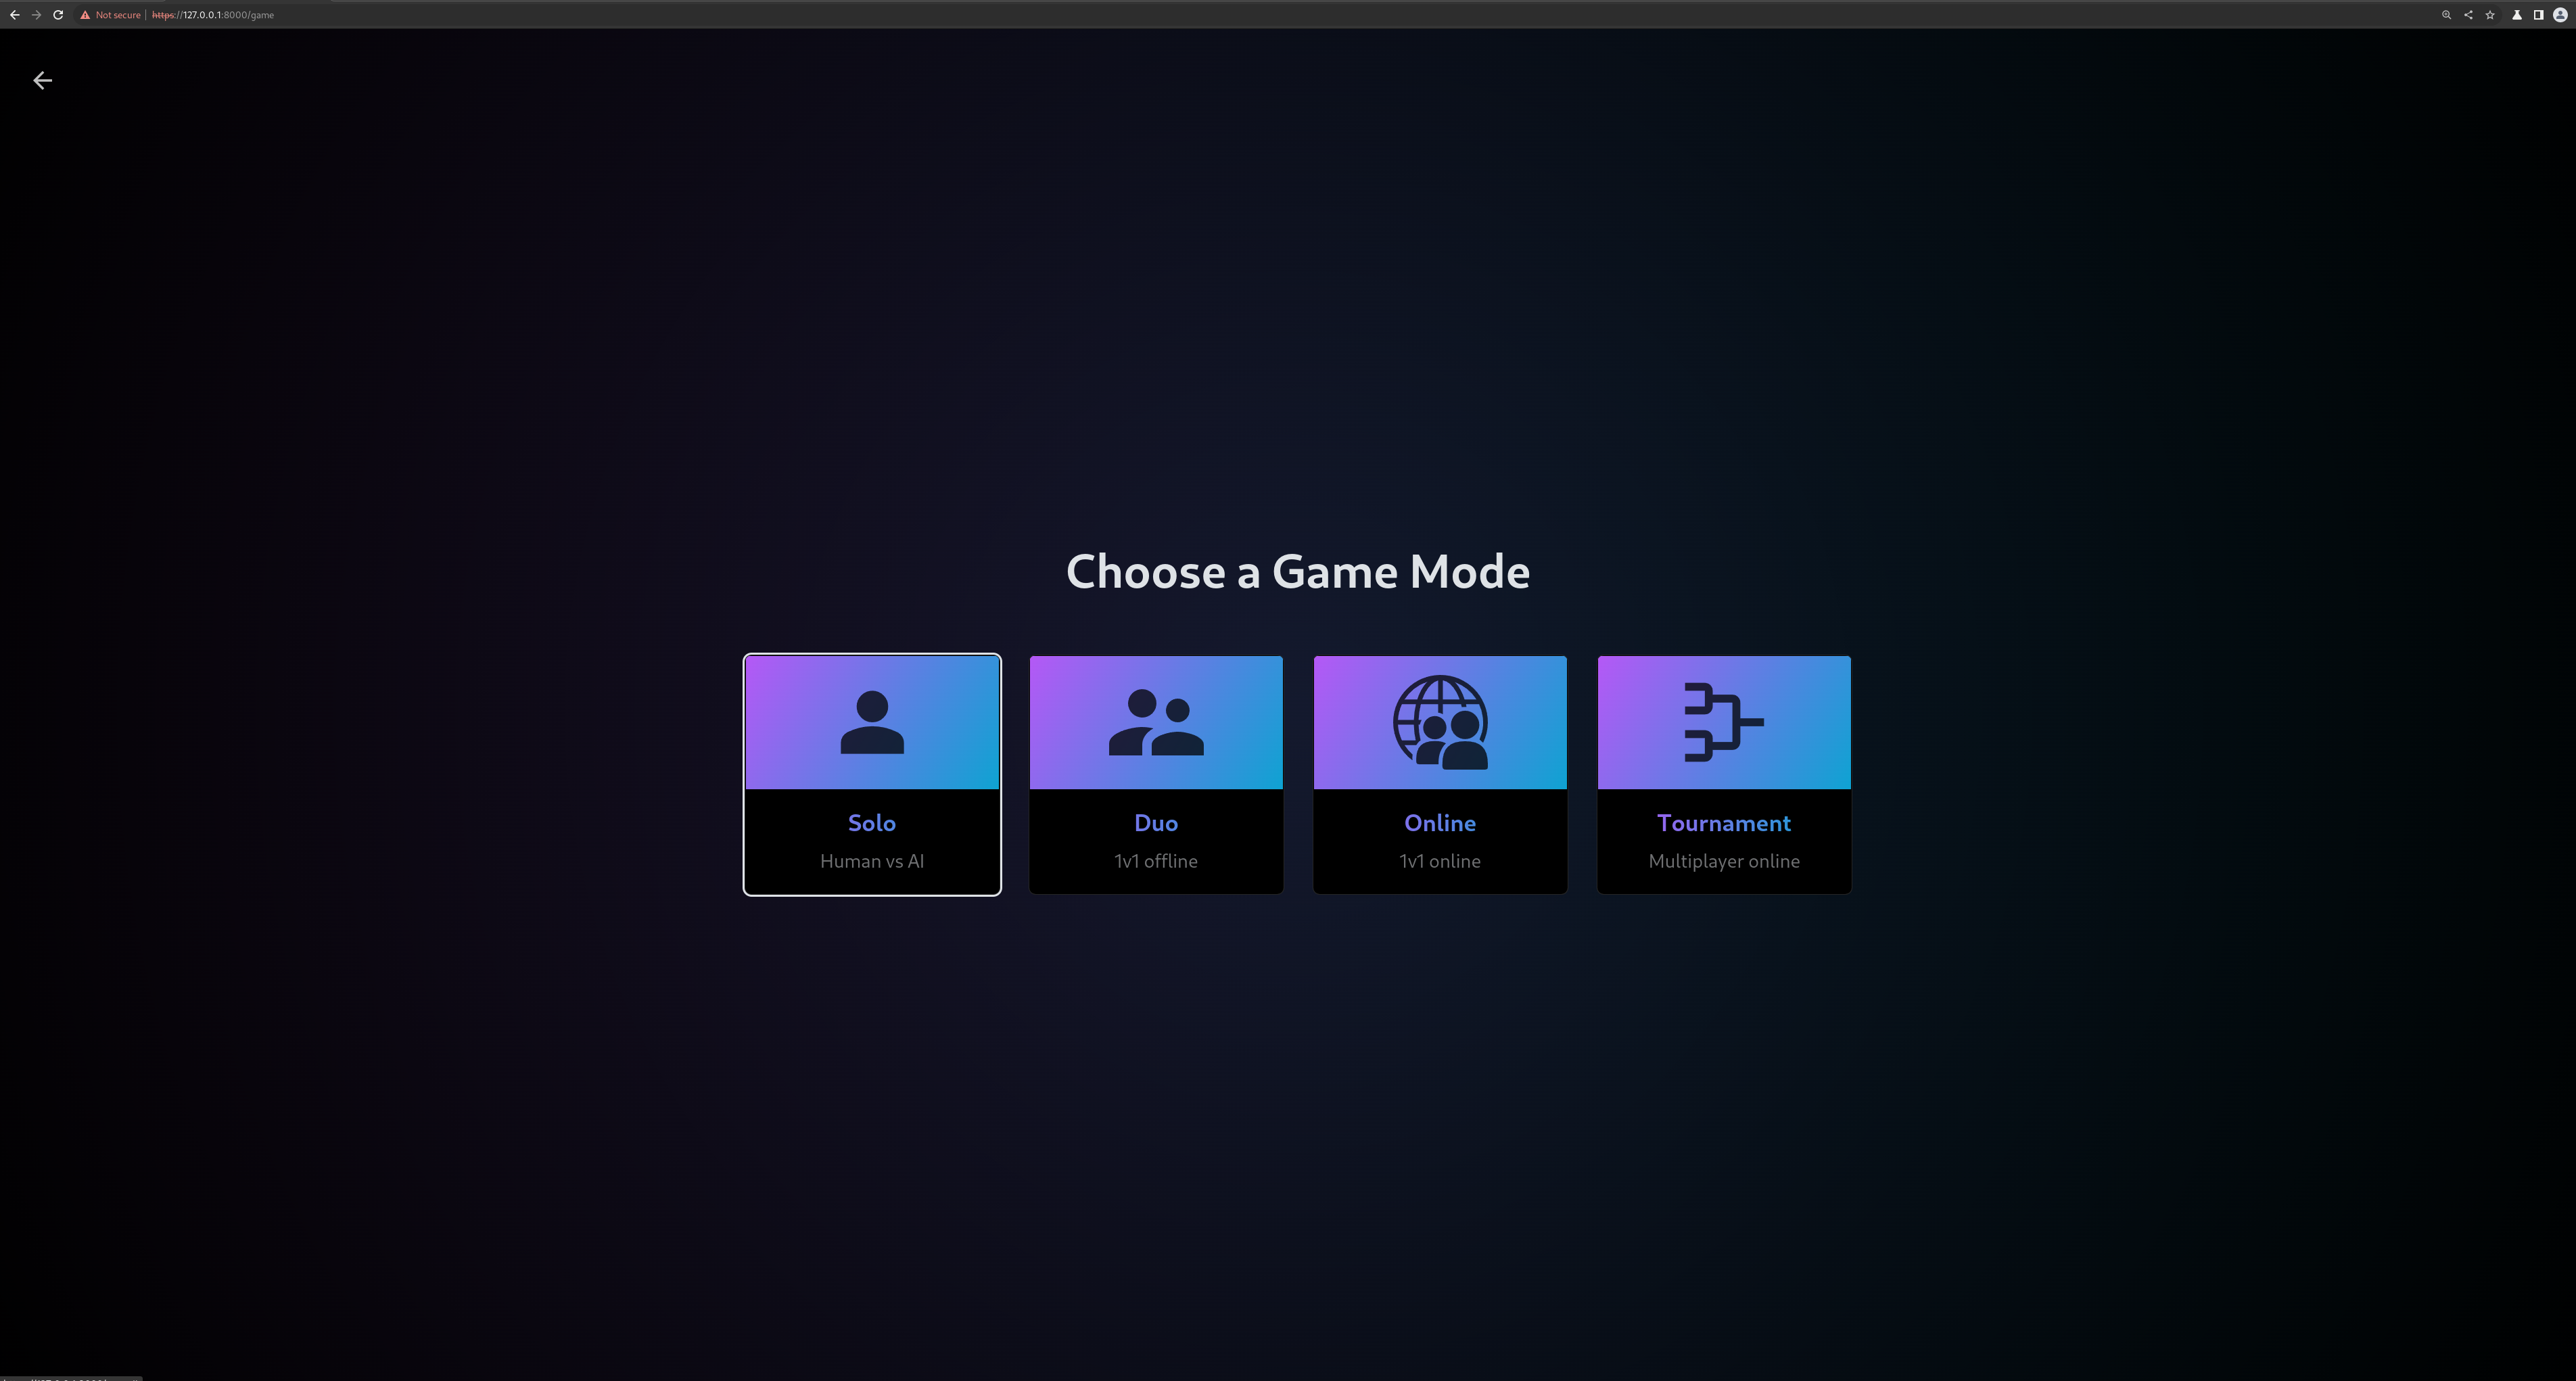 Not secure https://127.0.0.1:8000/game
Choose a Game Mode
Solo
Human vs AI
Duo
1v1 offline
Online
1v1 online
Tournament
Multiplayer online